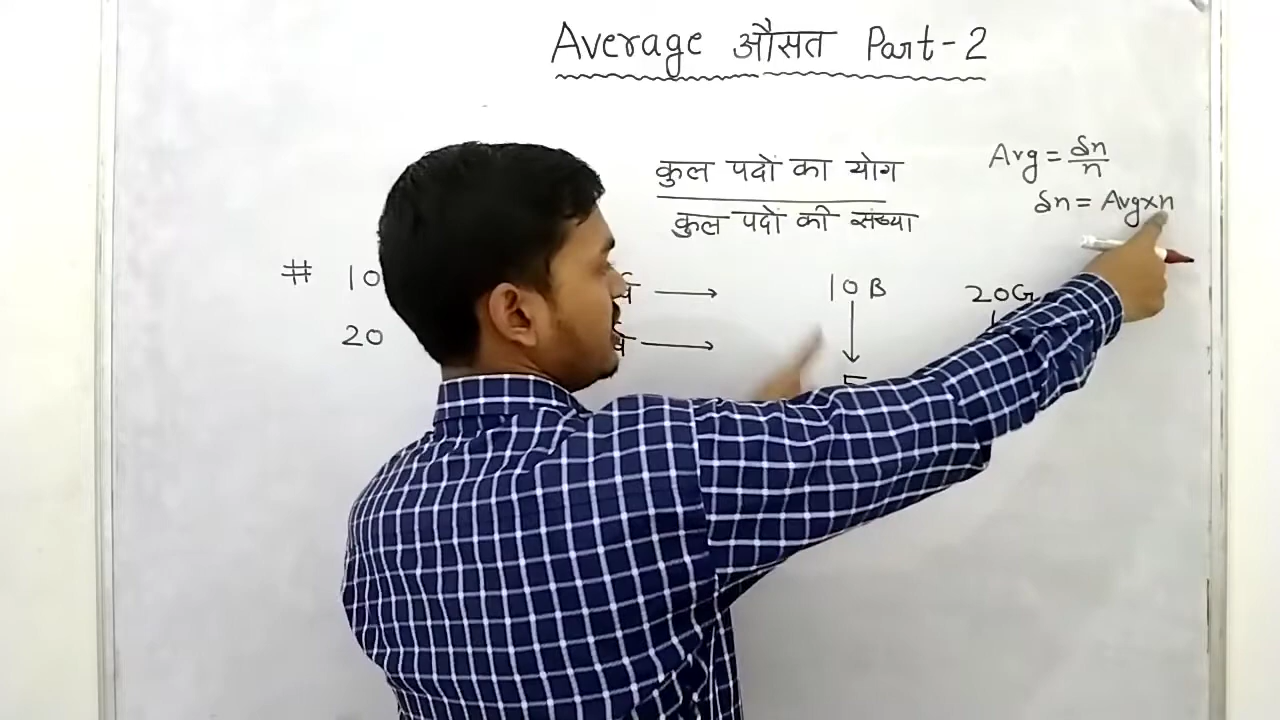 Average औसत Part-2
कुल पदों का योग
कुल पदों की संख्या
Avg = Sn/n
Sn = Avg×n
# 10 → 10 B 20G
20 →